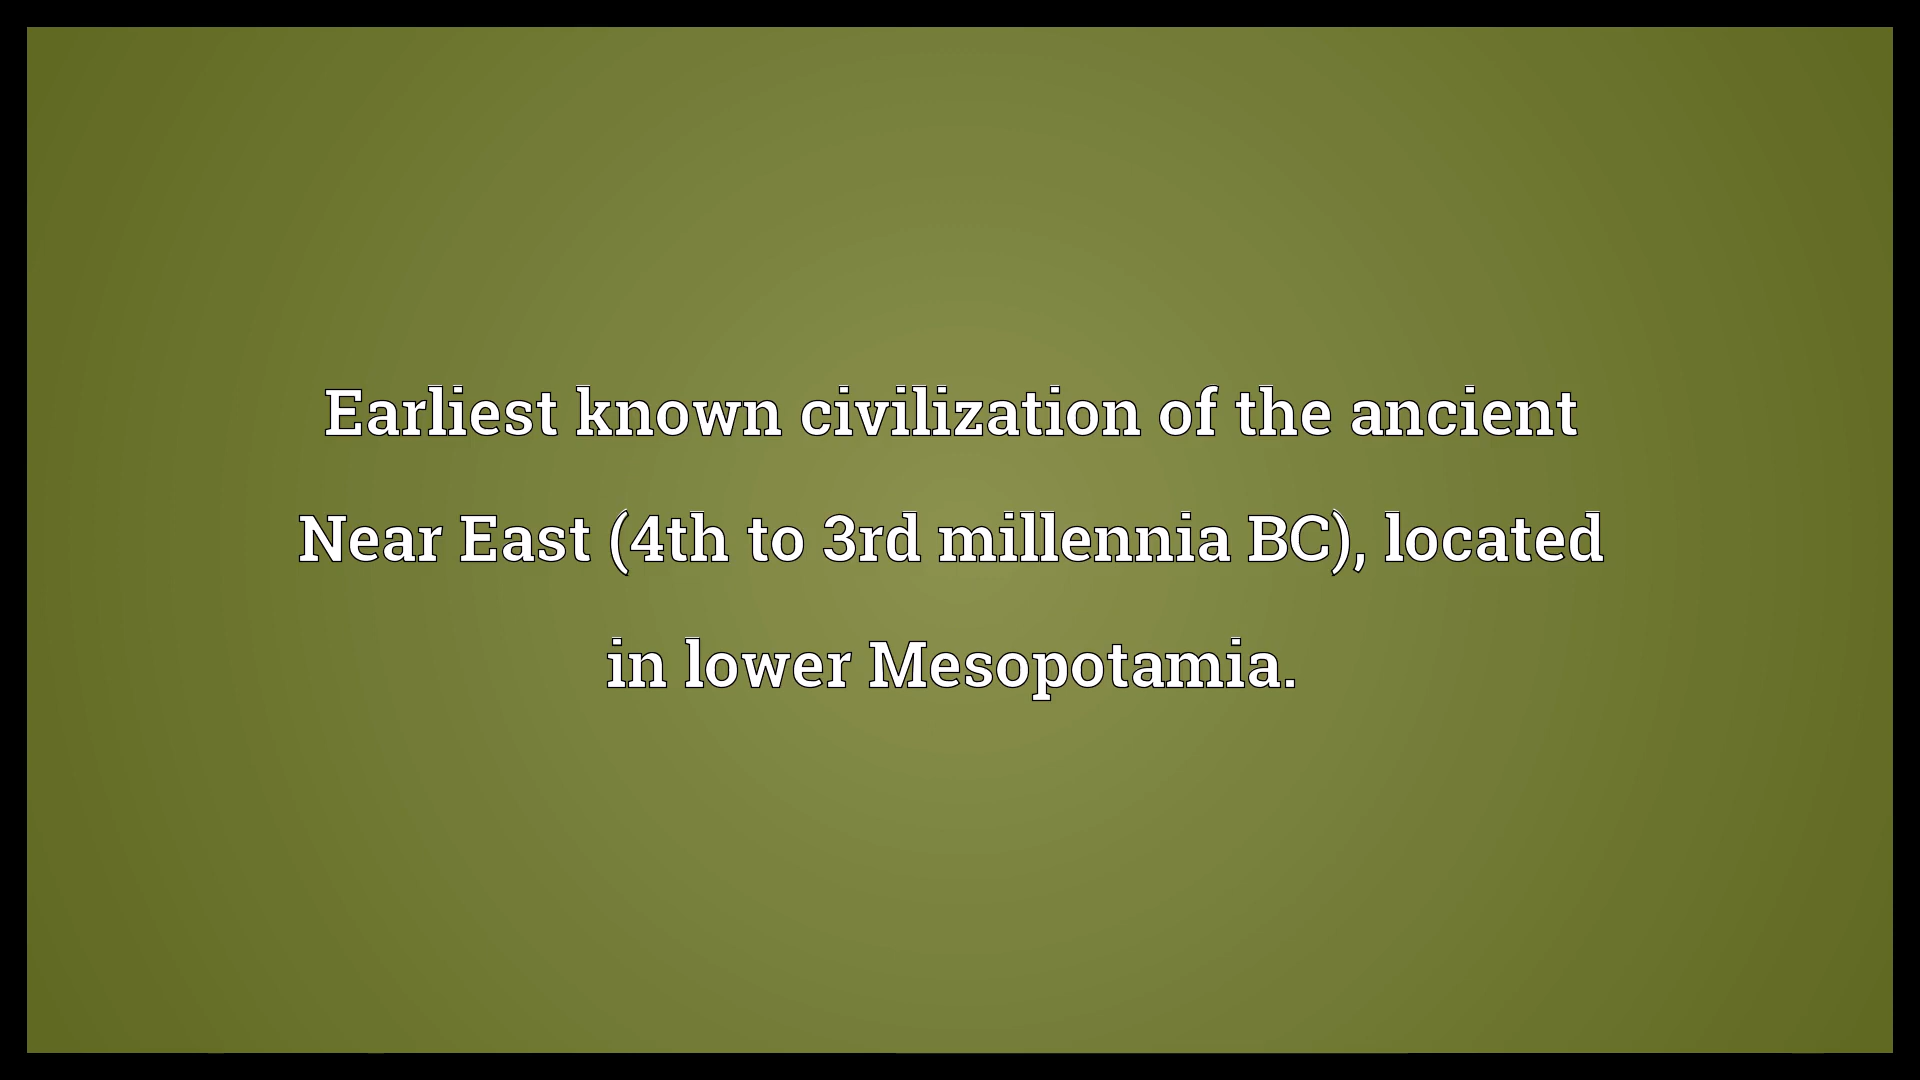 Earliest known civilization of the ancient
Near East (4th to 3rd millennia BC), located
in lower Mesopotamia.